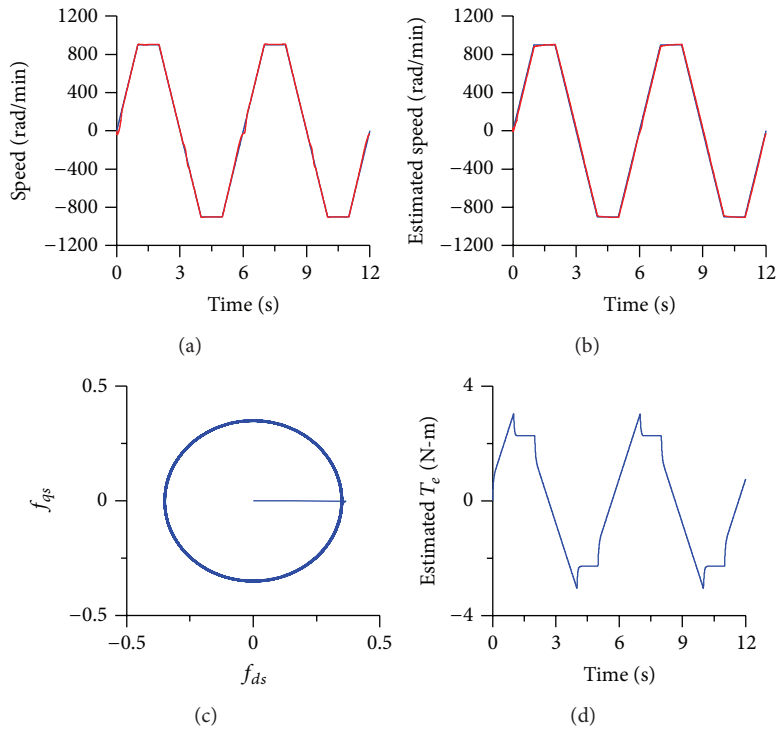 1200
800
400
0
−400
−800
−1200
Speed (rad/min)
0 3 6 9 12
Time (s)
(a)
1200
800
400
0
−400
−800
−1200
Estimated speed (rad/min)
0 3 6 9 12
Time (s)
(b)
0.5
0
−0.5
f_qs
−0.5 0 0.5
f_ds
(c)
4
0
−4
Estimated T_e (N-m)
0 3 6 9 12
Time (s)
(d)